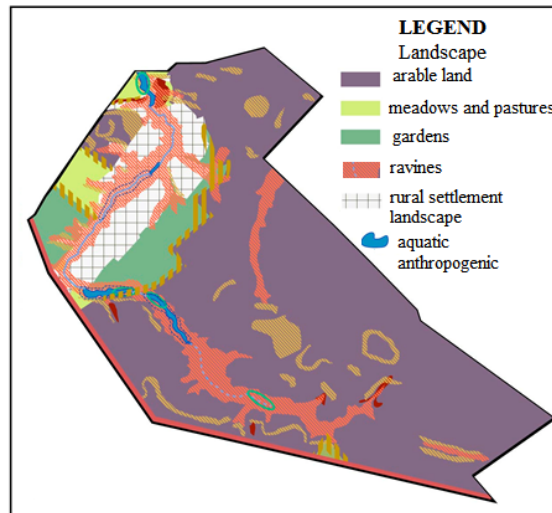 LEGEND
Landscape
arable land
meadows and pastures
gardens
ravines
rural settlement
landscape
aquatic
anthropogenic